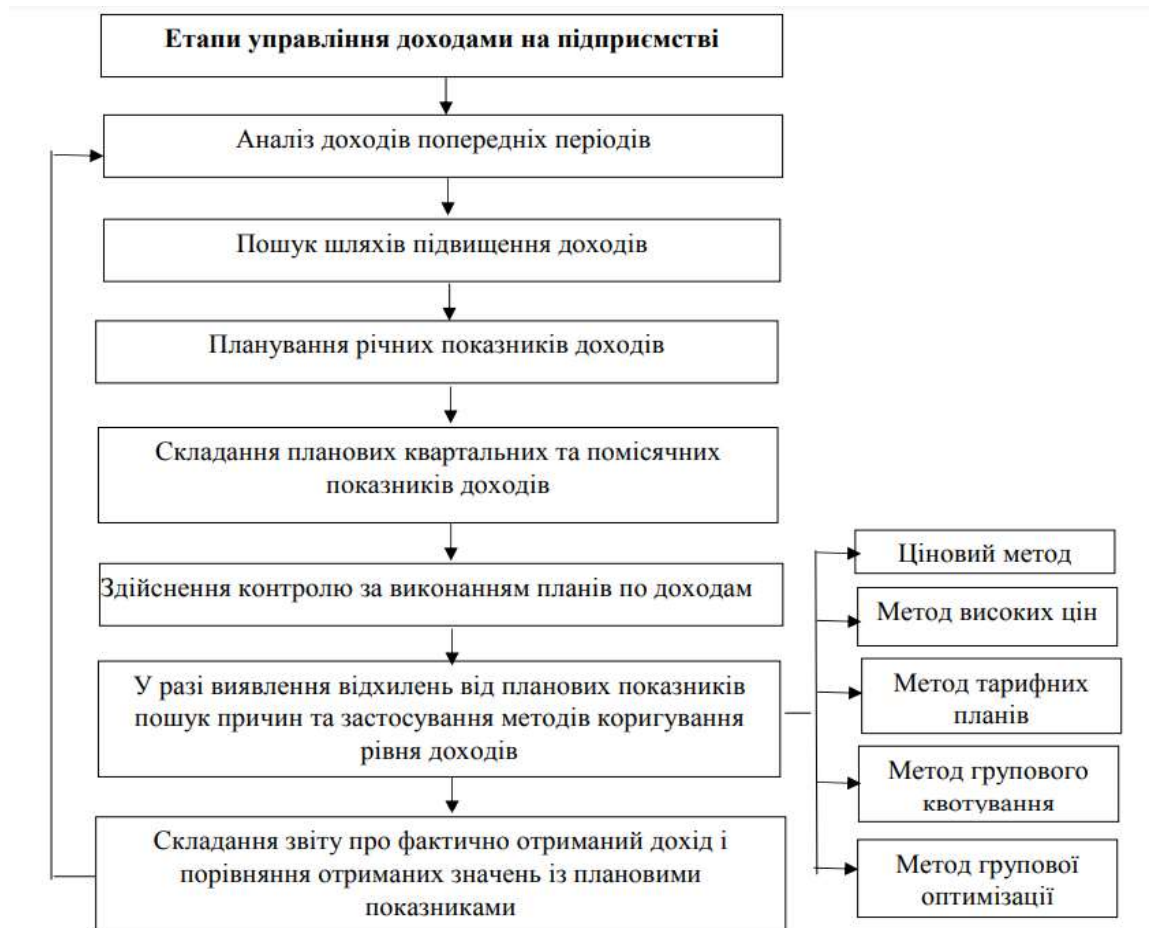 Етапи управління доходами на підприємстві
Аналіз доходів попередніх періодів
Пошук шляхів підвищення доходів
Планування річних показників доходів
Складання планових квартальних та помісячних
показників доходів
Здійснення контролю за виконанням планів по доходам
У разі виявлення відхилень від планових показників
пошук причин та застосування методів коригування
рівня доходів
Складання звіту про фактично отриманий дохід і
порівняння отриманих значень із плановими
показниками
Ціновий метод
Метод високих цін
Метод тарифних
планів
Метод групового
квотування
Метод групової
оптимізації